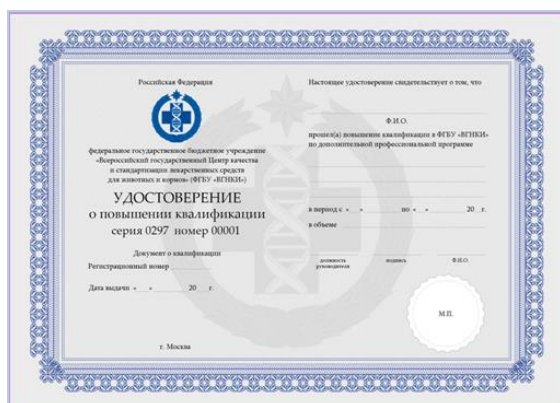 Российская Федерация
федеральное государственное бюджетное учреждение
«Всероссийский государственный Центр качества
и стандартизации лекарственных средств
для животных и кормов» (ФГБУ «ВГНКИ»)
УДОСТОВЕРЕНИЕ
о повышении квалификации
серия 0297 номер 00001
Документ о квалификации
Регистрационный номер
Дата выдачи « » 20 г.
г. Москва
Настоящее удостоверение свидетельствует о том, что
Ф.И.О.
прошел(а) повышение квалификации в ФГБУ «ВГНКИ»
по дополнительной профессиональной программе
в период с « » по « » 20 г.
в объеме
должность руководителя
подпись
Ф.И.О.
М.П.